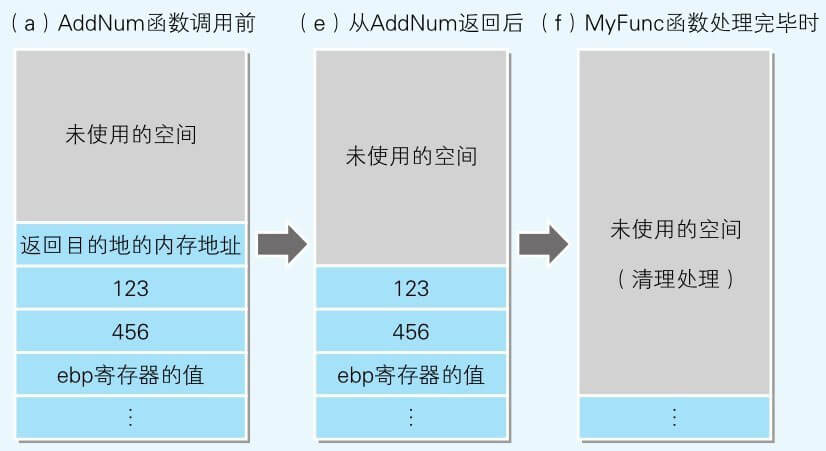 （a）AddNum函数调用前
未使用的空间
返回目的地的内存地址
123
456
ebp寄存器的值
⋮
（e）从AddNum返回后
未使用的空间
123
456
ebp寄存器的值
⋮
（f）MyFunc函数处理完毕时
未使用的空间
（清理处理）
⋮